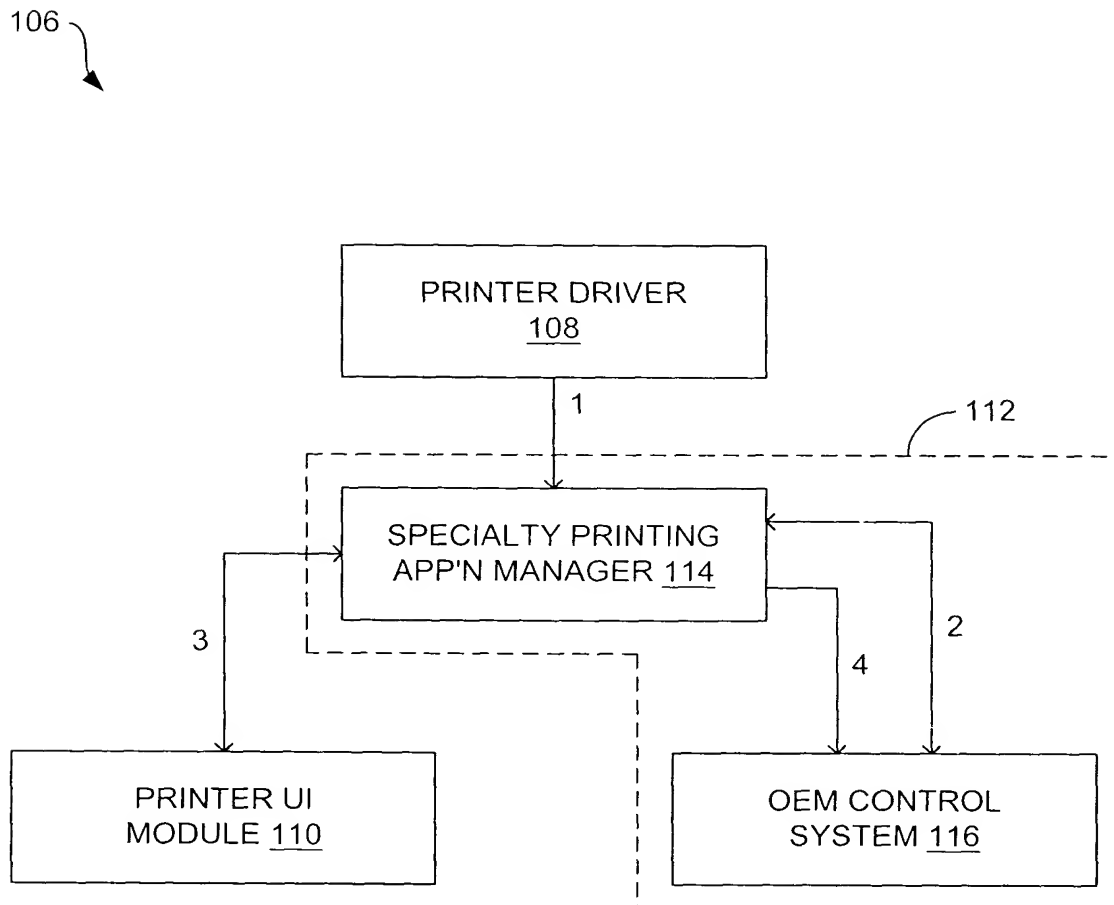 106
PRINTER DRIVER
108
1
112
SPECIALTY PRINTING
APP'N MANAGER 114
3
2
4
PRINTER UI
MODULE 110
OEM CONTROL
SYSTEM 116